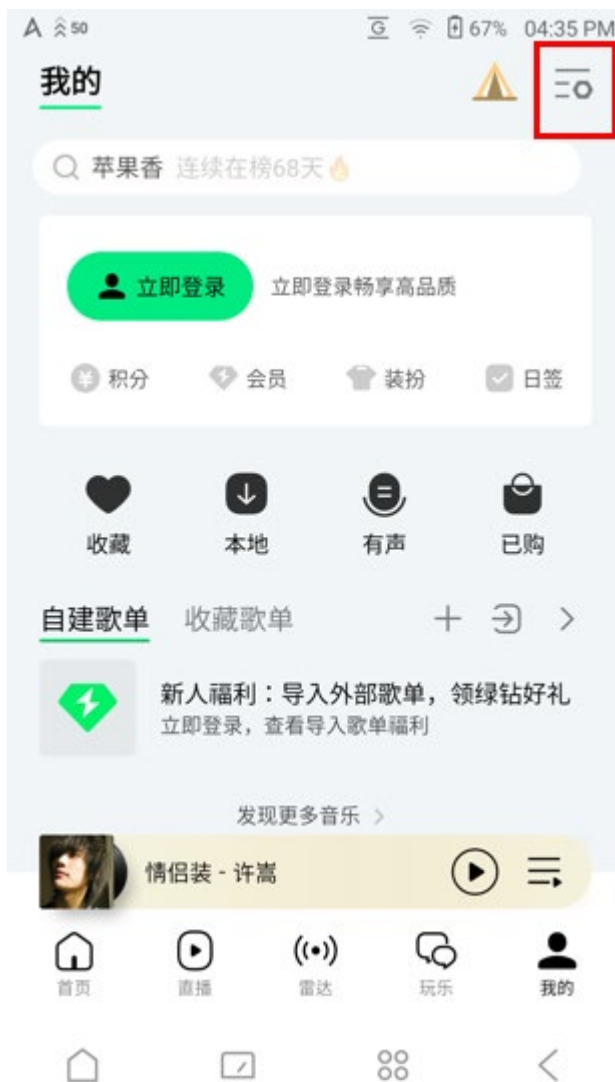 50 G 67% 04:35 PM
我的
苹果香 连续在榜68天
立即登录 立即登录畅享高品质
积分 会员 装扮 日签
收藏 本地 有声 已购
自建歌单 收藏歌单
新人福利：导入外部歌单，领绿钻好礼
立即登录，查看导入歌单福利
发现更多音乐
情侣装 - 许嵩
首页 直播 雷达 玩乐 我的